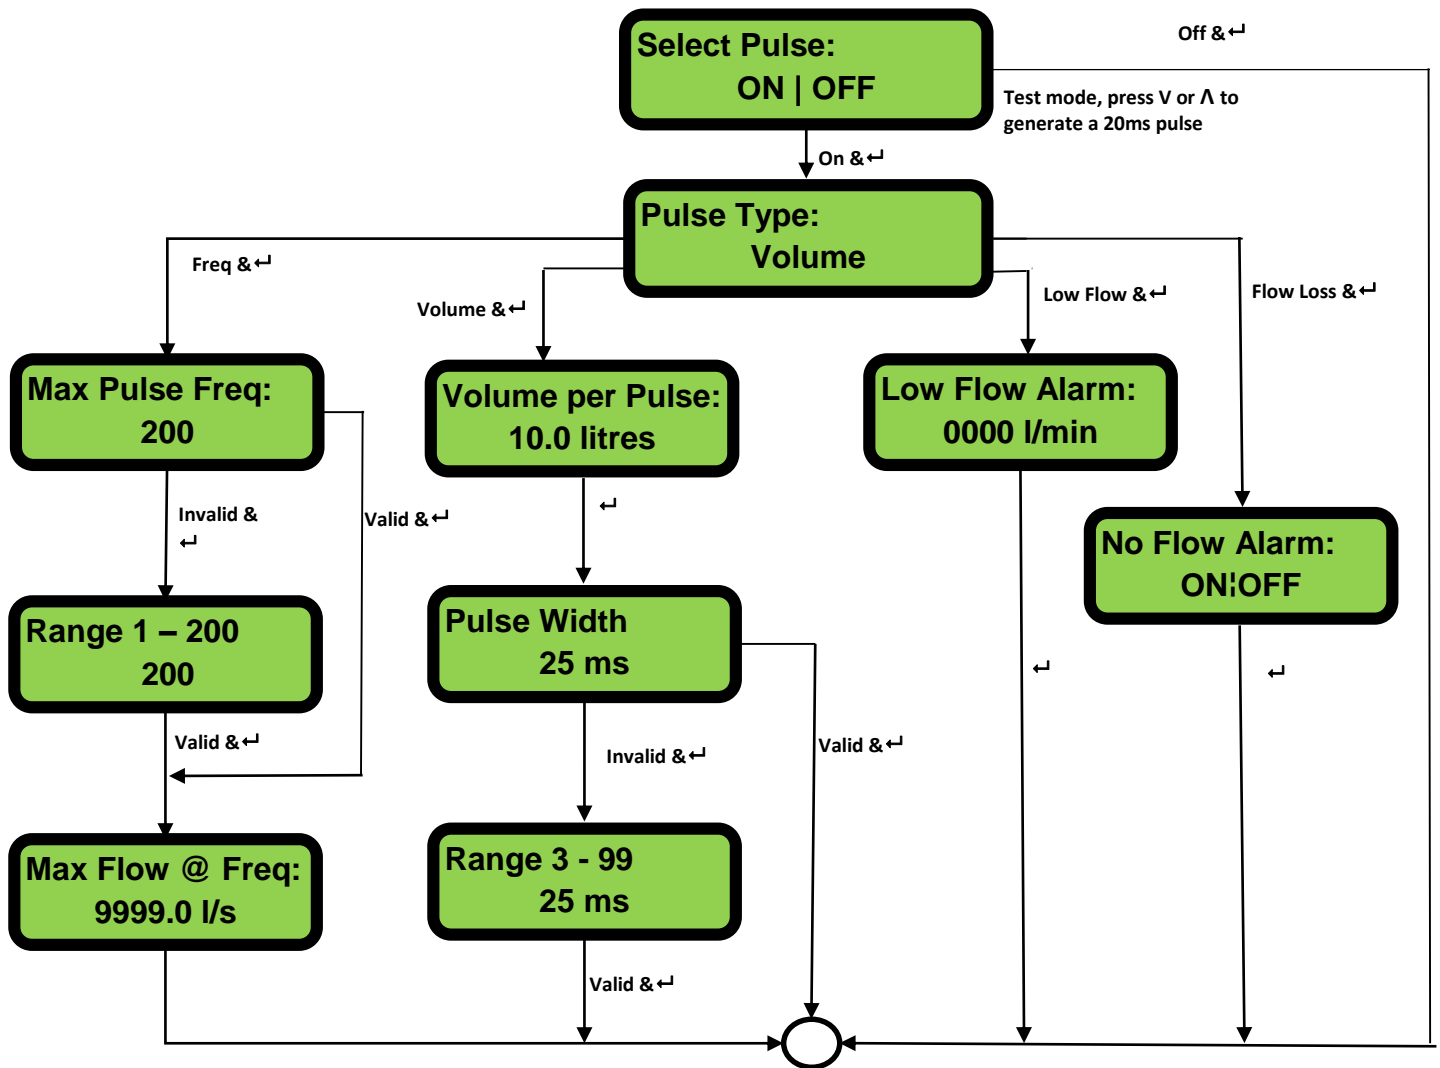 Select Pulse:
ON | OFF
Off & ↵
Test mode, press V or Λ to
generate a 20ms pulse
On & ↵
Pulse Type:
Volume
Freq & ↵
Volume & ↵
Low Flow & ↵
Flow Loss & ↵
Max Pulse Freq:
200
Volume per Pulse:
10.0 litres
Low Flow Alarm:
0000 l/min
Invalid &
↵
Valid & ↵
↵
No Flow Alarm:
ON¦OFF
Range 1 – 200
200
Pulse Width
25 ms
↵
↵
Valid & ↵
Invalid & ↵
Valid & ↵
Max Flow @ Freq:
9999.0 l/s
Range 3 - 99
25 ms
Valid & ↵